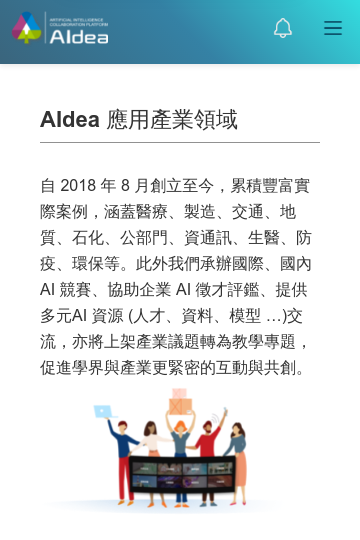 ARTIFICIAL INTELLIGENCE
COLLABORATION PLATFORM
AIdea
AIdea 應用產業領域
自 2018 年 8 月創立至今，累積豐富實
際案例，涵蓋醫療、製造、交通、地
質、石化、公部門、資通訊、生醫、防
疫、環保等。此外我們承辦國際、國內
AI 競賽、協助企業 AI 徵才評鑑、提供
多元AI 資源 (人才、資料、模型 …)交
流，亦將上架產業議題轉為教學專題，
促進學界與產業更緊密的互動與共創。